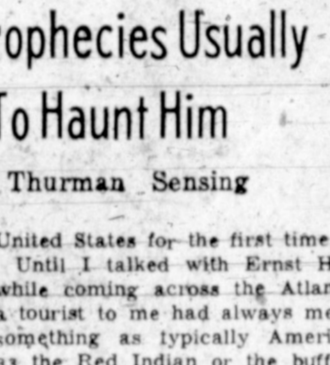 rophecies Usually
To Haunt Him
Thurman Sensing
United States for the first time
Until I talked with Ernst H
while coming across the Atlan
a tourist to me had always me
something as typically Ameri
as the Red Indian or the buff